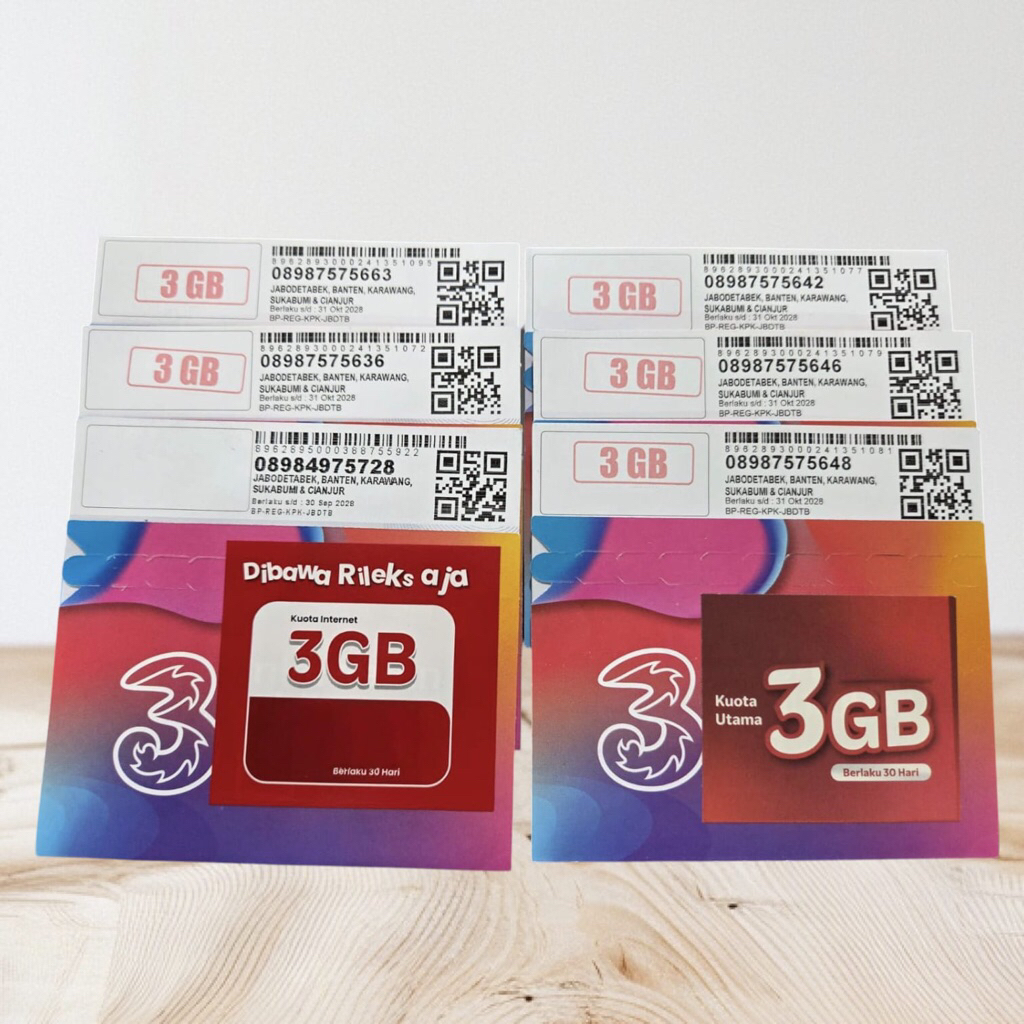 3 GB
8962893000241351095
08987575663
JABODETABEK, BANTEN, KARAWANG,
SUKABUMI & CIANJUR
Berlaku s/d : 31 Okt 2028
BP-REG-KPK-JBDTB
3 GB
8962893000241351072
08987575636
JABODETABEK, BANTEN, KARAWANG,
SUKABUMI & CIANJUR
Berlaku s/d : 31 Okt 2028
BP-REG-KPK-JBDTB
8962895000388755922
08984975728
JABODETABEK, BANTEN, KARAWANG,
SUKABUMI & CIANJUR
Berlaku s/d : 30 Sep 2028
BP-REG-KPK-JBDTB
Dibawa Rileks aja
Kuota Internet
3GB
Berlaku 30 Hari
3
3 GB
8962893000241351077
08987575642
JABODETABEK, BANTEN, KARAWANG,
SUKABUMI & CIANJUR
Berlaku s/d : 31 Okt 2028
BP-REG-KPK-JBDTB
3 GB
8962893000241351079
08987575646
JABODETABEK, BANTEN, KARAWANG,
SUKABUMI & CIANJUR
Berlaku s/d : 31 Okt 2028
BP-REG-KPK-JBDTB
3 GB
8962893000241351081
08987575648
JABODETABEK, BANTEN, KARAWANG,
SUKABUMI & CIANJUR
Berlaku s/d : 31 Okt 2028
BP-REG-KPK-JBDTB
3
Kuota
Utama
3GB
Berlaku 30 Hari